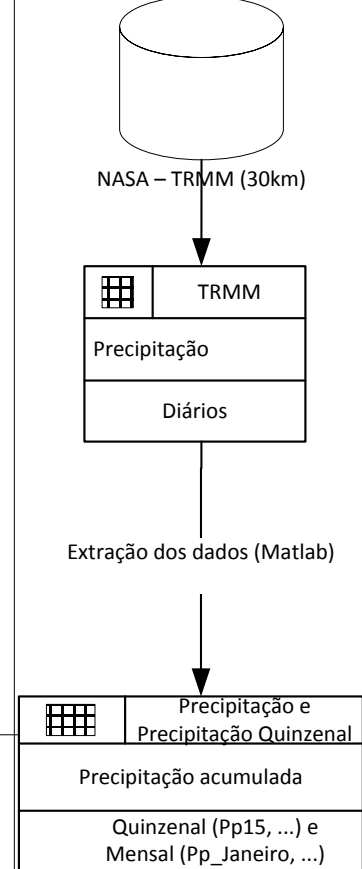 NASA – TRMM (30km)
TRMM
Precipitação
Diários
Extração dos dados (Matlab)
Precipitação e
Precipitação Quinzenal
Precipitação acumulada
Quinzenal (Pp15, ...) e
Mensal (Pp_Janeiro, ...)